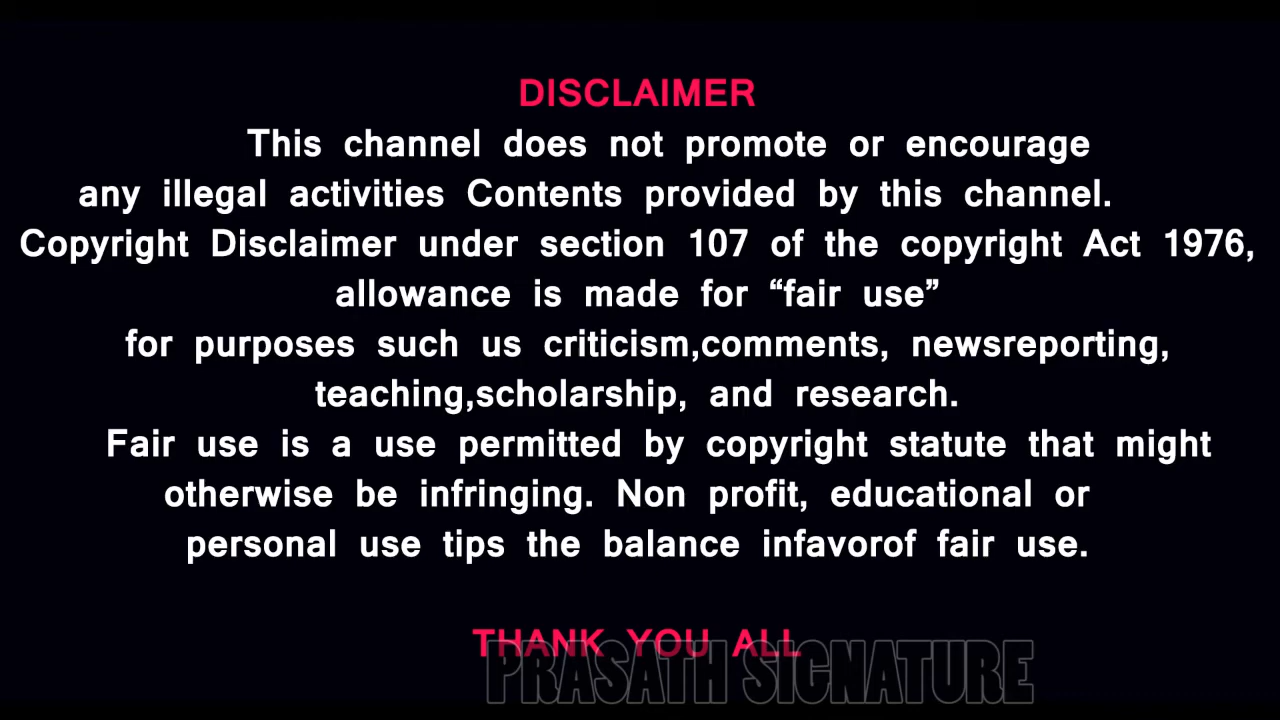 DISCLAIMER
This channel does not promote or encourage
any illegal activities Contents provided by this channel.
Copyright Disclaimer under section 107 of the copyright Act 1976,
allowance is made for “fair use”
for purposes such us criticism,comments, newsreporting,
teaching,scholarship, and research.
Fair use is a use permitted by copyright statute that might
otherwise be infringing. Non profit, educational or
personal use tips the balance infavorof fair use.
THANK YOU ALL
PRASATH SIGNATURE